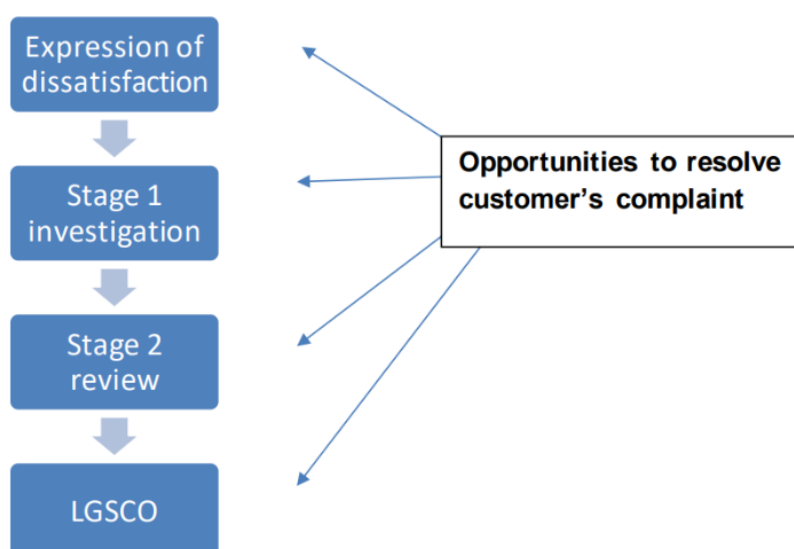 Expression of
dissatisfaction
Stage 1
investigation
Stage 2
review
LGSCO
Opportunities to resolve
customer’s complaint